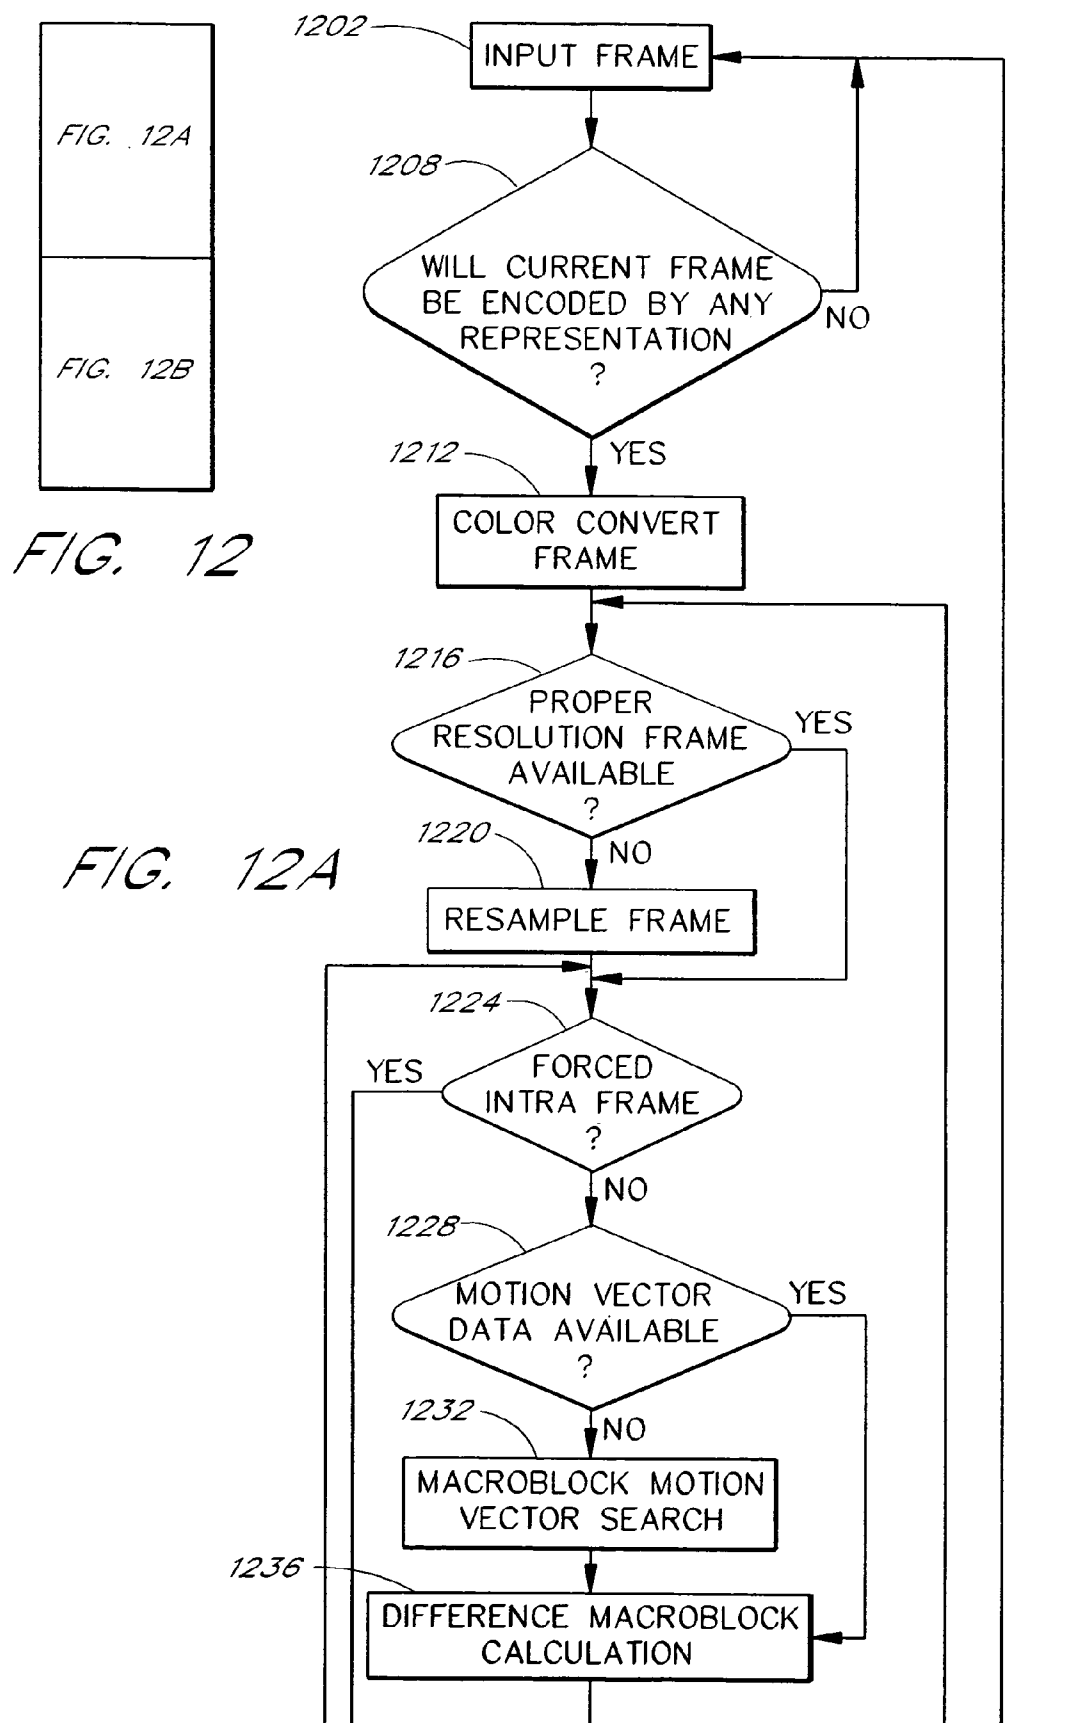 1202
INPUT FRAME
FIG. 12A
1208
WILL CURRENT FRAME
BE ENCODED BY ANY
REPRESENTATION
?
NO
FIG. 12B
YES
1212
COLOR CONVERT
FRAME
FIG. 12
1216
PROPER
RESOLUTION FRAME
AVAILABLE
?
YES
NO
1220
FIG. 12A
RESAMPLE FRAME
1224
FORCED
INTRA FRAME
?
YES
NO
1228
MOTION VECTOR
DATA AVAILABLE
?
YES
NO
1232
MACROBLOCK MOTION
VECTOR SEARCH
1236
DIFFERENCE MACROBLOCK
CALCULATION